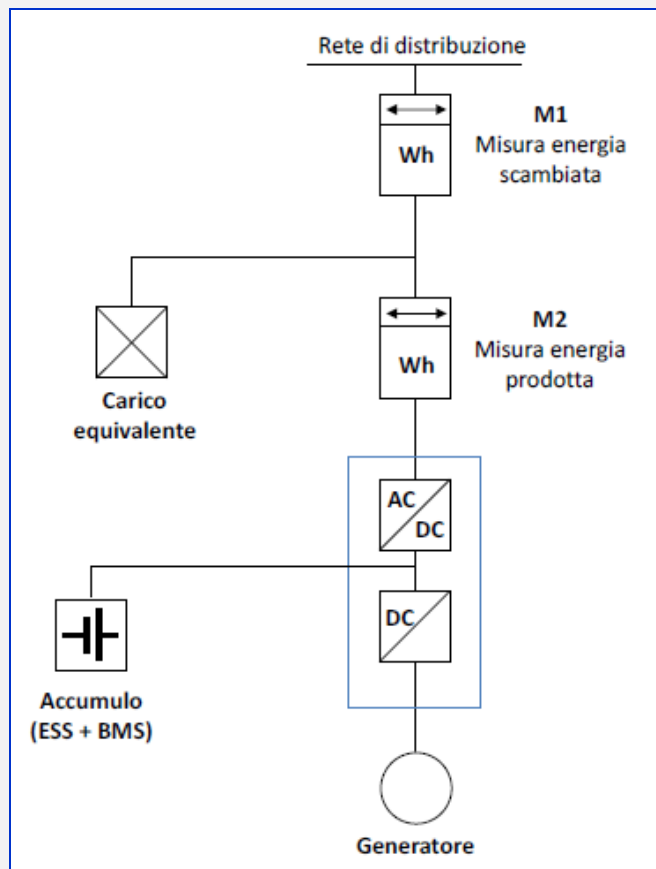 Rete di distribuzione
M1
Misura energia
scambiata
Wh
M2
Misura energia
prodotta
Wh
Carico
equivalente
AC
DC
DC
Accumulo
(ESS + BMS)
Generatore